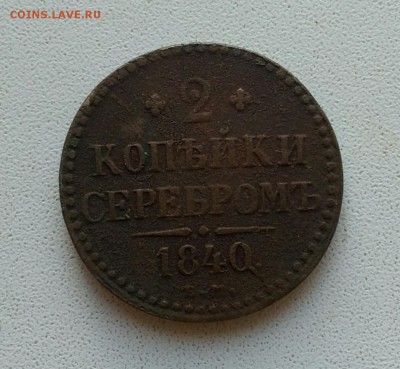 COINS.LAVE.RU
2
КОПѢЙКИ
СЕРЕБРОМЪ
1840